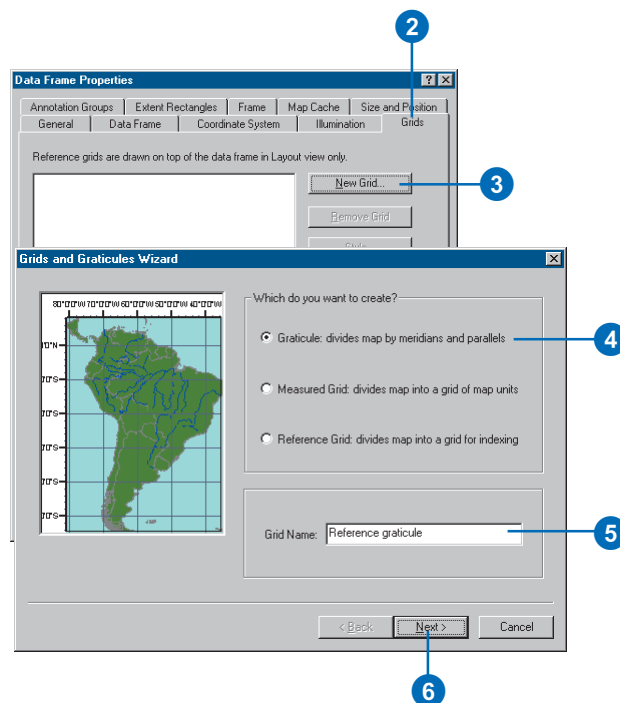 2
Data Frame Properties
Annotation Groups Extent Rectangles Frame Map Cache Size and Position
General Data Frame Coordinate System Illumination Grids
Reference grids are drawn on top of the data frame in Layout view only.
New Grid...
3
Remove Grid
Style
Grids and Graticules Wizard
Which do you want to create?
Graticule: divides map by meridians and parallels
4
Measured Grid: divides map into a grid of map units
Reference Grid: divides map into a grid for indexing
Grid Name: Reference graticule
5
< Back Next > Cancel
6